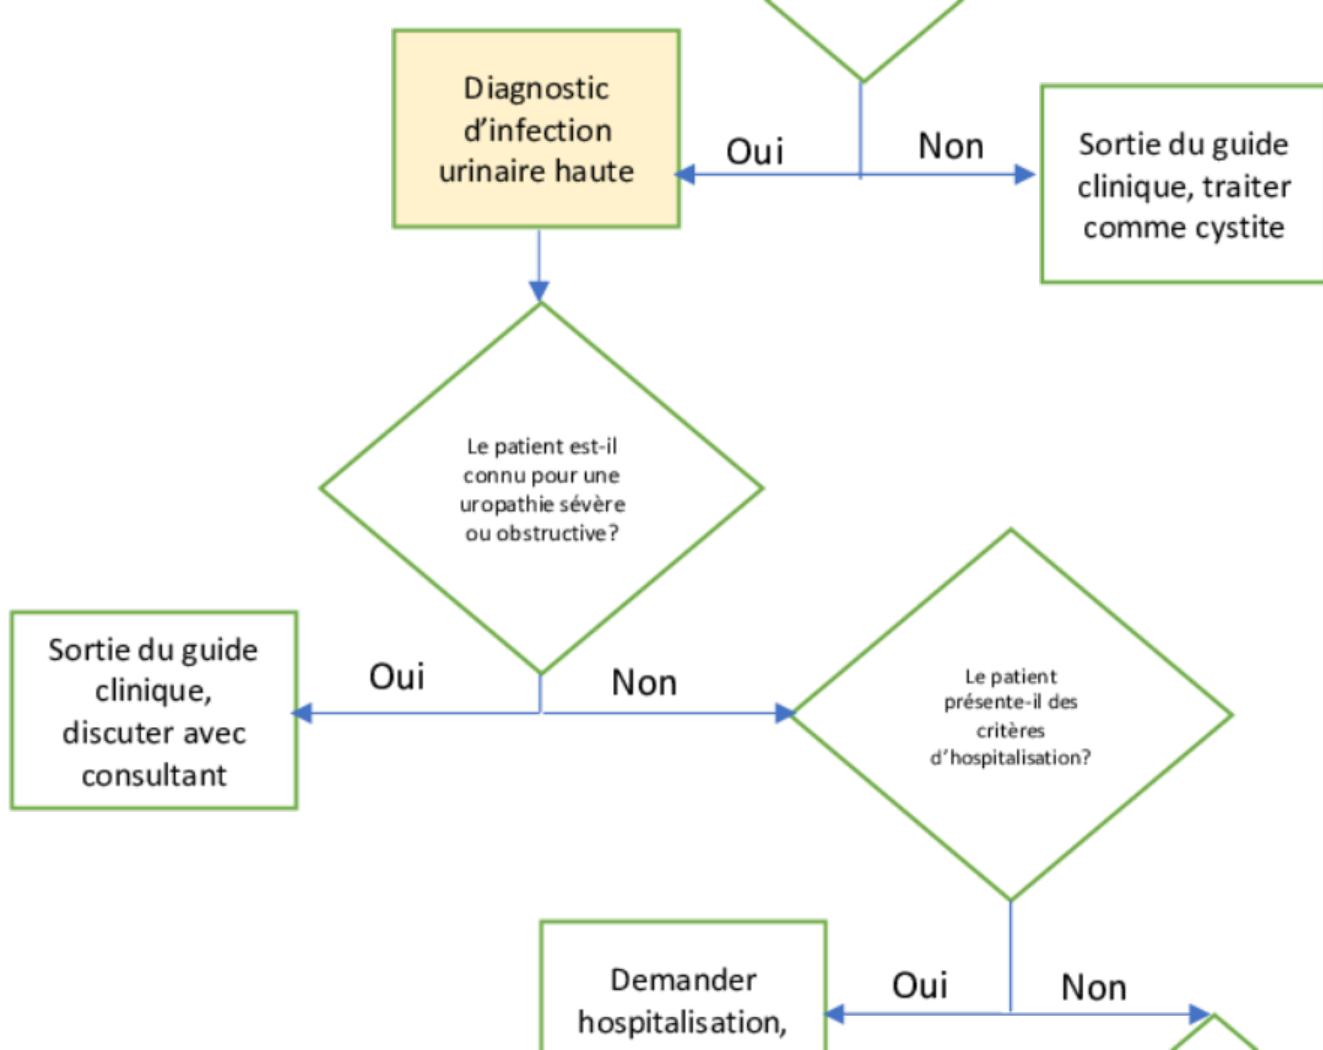 Diagnostic
d’infection
urinaire haute
Oui
Non
Sortie du guide
clinique, traiter
comme cystite
Le patient est-il
connu pour une
uropathie sévère
ou obstructive?
Sortie du guide
clinique,
discuter avec
consultant
Oui
Non
Le patient
présente-il des
critères
d’hospitalisation?
Demander
hospitalisation,
Oui
Non